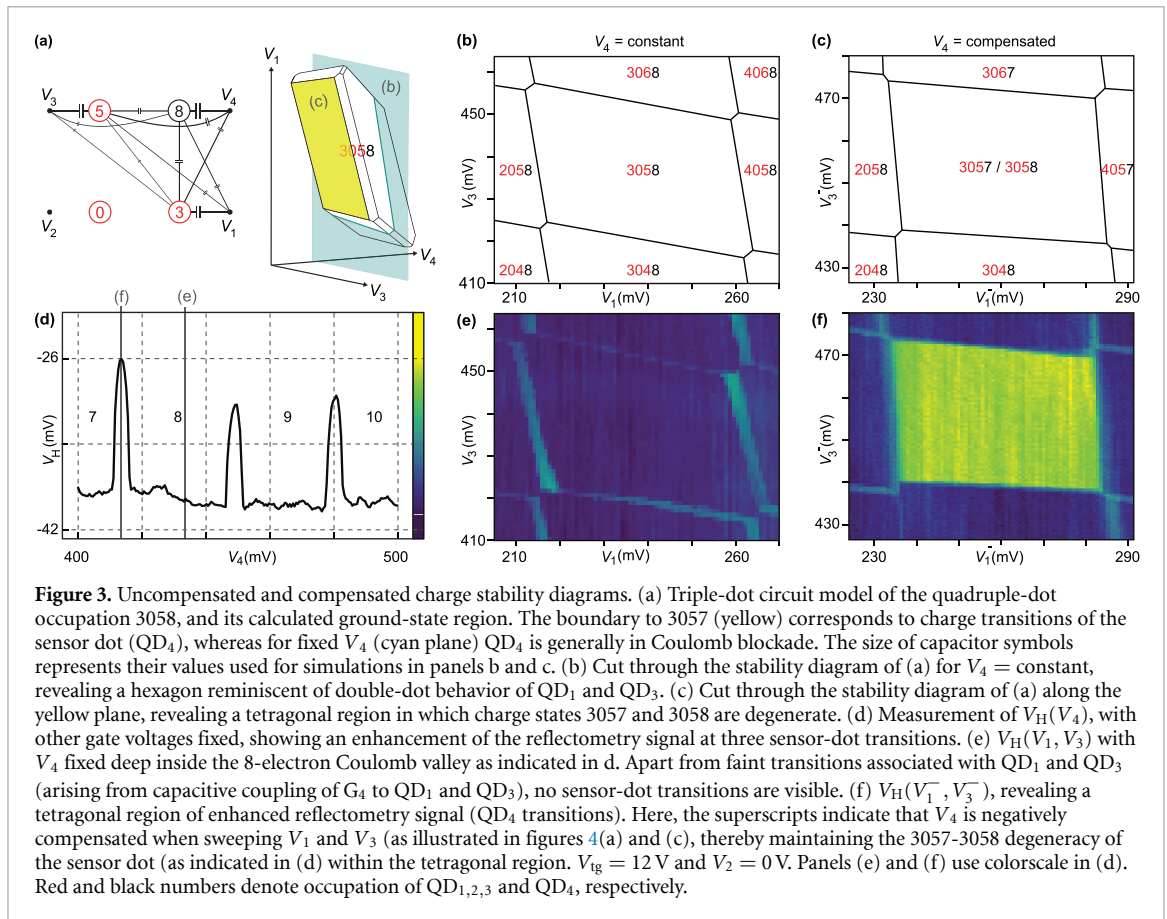 (a)
V3
5
8
V4
V2
0
3
V1
V1
(b)
(c)
3058
V4
V3
(b)
V4 = constant
3068
4068
450
2058
3058
4058
V3 (mV)
2048
3048
410
210
V1(mV)
260
(c)
V4 = compensated
3067
470
2058
3057 / 3058
4057
V3⁻ (mV)
2048
3048
430
230
V1⁻(mV)
290
(f)
(e)
(d)
-26
7
8
9
10
VH(mV)
-42
400
V4(mV)
500
(e)
450
V3 (mV)
410
210
V1(mV)
260
(f)
470
V3⁻ (mV)
430
230
V1⁻(mV)
290
Figure 3. Uncompensated and compensated charge stability diagrams. (a) Triple-dot circuit model of the quadruple-dot
occupation 3058, and its calculated ground-state region. The boundary to 3057 (yellow) corresponds to charge transitions of the
sensor dot (QD4), whereas for fixed V4 (cyan plane) QD4 is generally in Coulomb blockade. The size of capacitor symbols
represents their values used for simulations in panels b and c. (b) Cut through the stability diagram of (a) for V4 = constant,
revealing a hexagon reminiscent of double-dot behavior of QD1 and QD3. (c) Cut through the stability diagram of (a) along the
yellow plane, revealing a tetragonal region in which charge states 3057 and 3058 are degenerate. (d) Measurement of VH(V4), with
other gate voltages fixed, showing an enhancement of the reflectometry signal at three sensor-dot transitions. (e) VH(V1, V3) with
V4 fixed deep inside the 8-electron Coulomb valley as indicated in d. Apart from faint transitions associated with QD1 and QD3
(arising from capacitive coupling of G4 to QD1 and QD3), no sensor-dot transitions are visible. (f) VH(V1⁻, V3⁻), revealing a
tetragonal region of enhanced reflectometry signal (QD4 transitions). Here, the superscripts indicate that V4 is negatively
compensated when sweeping V1 and V3 (as illustrated in figures 4(a) and (c), thereby maintaining the 3057-3058 degeneracy of
the sensor dot (as indicated in (d) within the tetragonal region. Vtg = 12 V and V2 = 0 V. Panels (e) and (f) use colorscale in (d).
Red and black numbers denote occupation of QD1,2,3 and QD4, respectively.